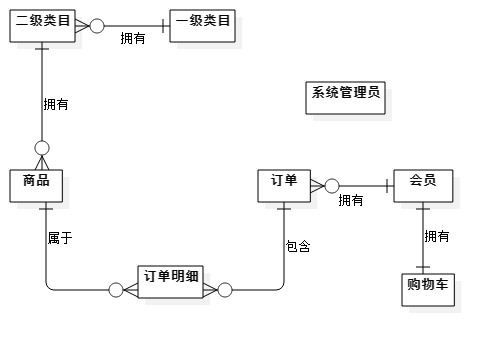 二级类目
一级类目
拥有
系统管理员
拥有
商品
订单
会员
拥有
属于
包含
拥有
订单明细
购物车